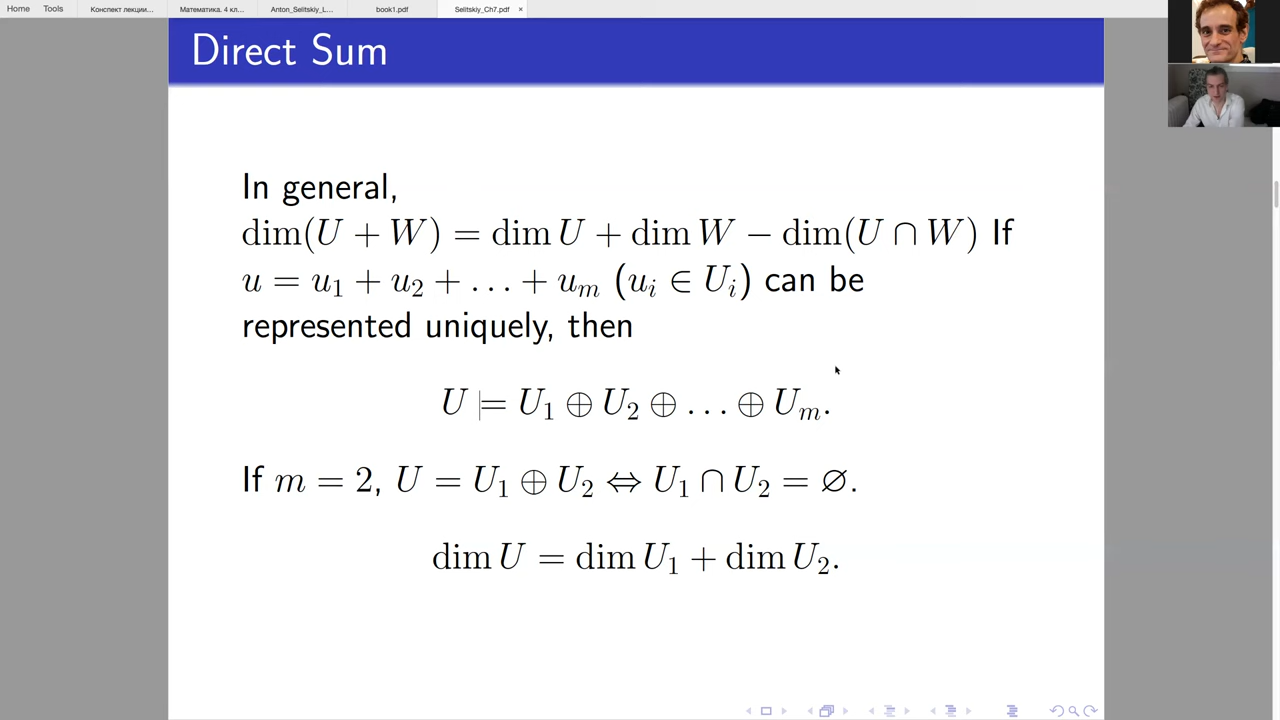 Home Tools Конспект лекции... Математика. 4 кл... Anton_Selitskiy_L... book1.pdf Selitskiy_Ch7.pdf ×
Direct Sum
In general,
dim(U + W) = dim U + dim W − dim(U ∩ W) If
u = u₁ + u₂ + … + uₘ (uᵢ ∈ Uᵢ) can be
represented uniquely, then
U = U₁ ⊕ U₂ ⊕ … ⊕ Uₘ.
If m = 2, U = U₁ ⊕ U₂ ⇔ U₁ ∩ U₂ = ∅.
dim U = dim U₁ + dim U₂.